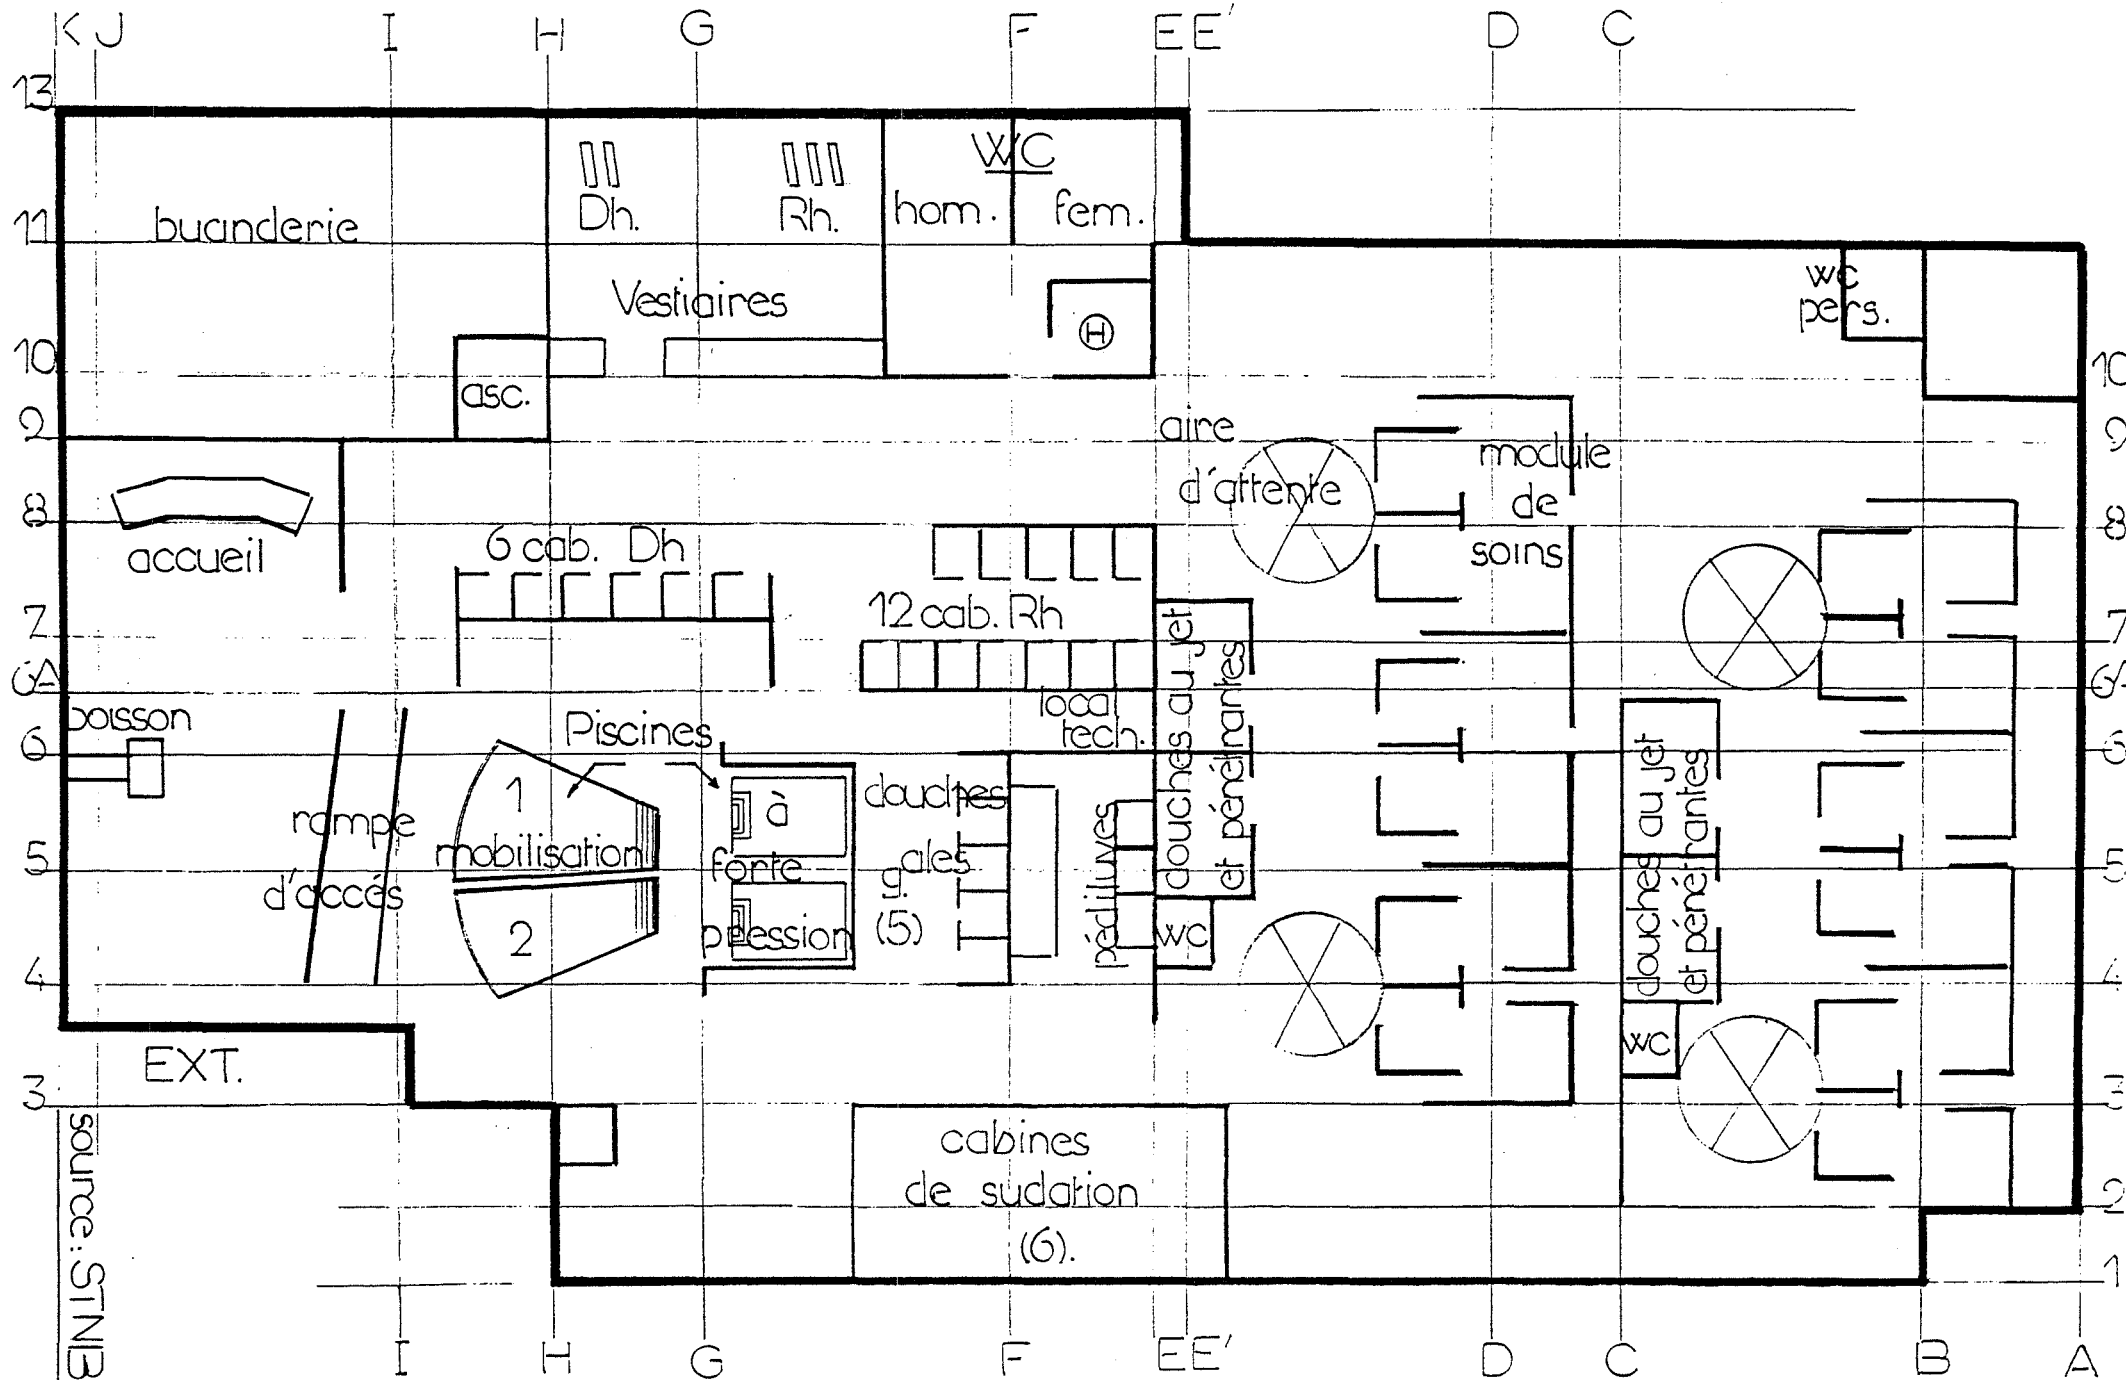 K J I H G F E E' D C
13
WC
Dh. Rh. hom. fem.
11 buanderie
Vestiaires
wc
pers.
10 10
asc.
9 9
aire
d'attente
module
de
soins
8 8
accueil
6 cab. Dh
12 cab. Rh
7 7
6A
boisson
local
tech.
Piscines
6 6
douches au jet
et pénétrantes
douches au jet
et pénétrantes
1
mobilisation
2
à
forte
pression
douches
g.ales
(5)
pédiluves
rampe
d'accès
5 5
wc
4 4
wc
EXT.
3 3
cabines
de sudation
(6).
2
1
source: STNB
I H G F E E' D C B A
H